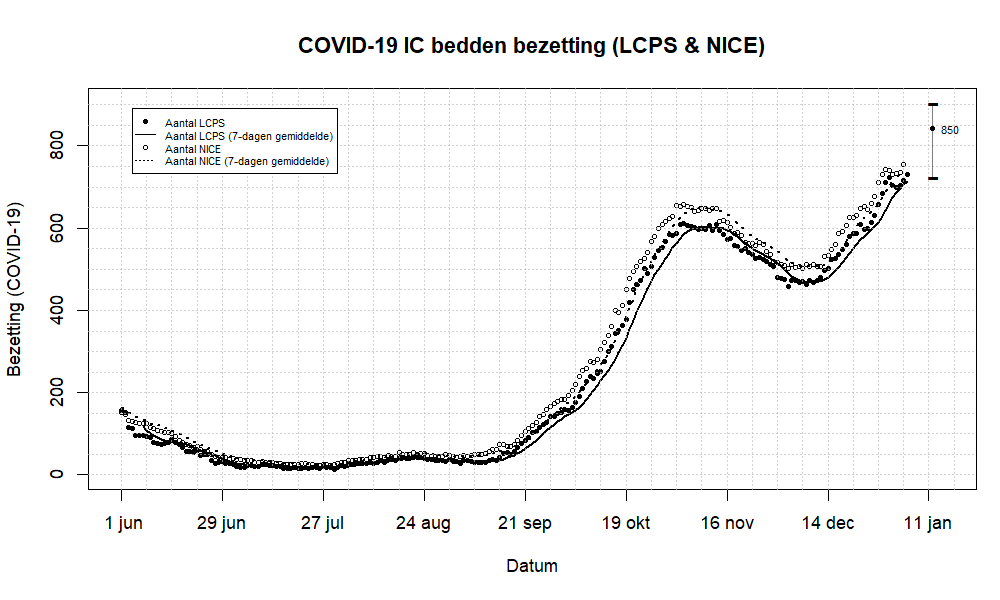 COVID-19 IC bedden bezetting (LCPS & NICE)
Aantal LCPS
Aantal LCPS (7-dagen gemiddelde)
Aantal NICE
Aantal NICE (7-dagen gemiddelde)
850
Bezetting (COVID-19)
800
600
400
200
0
1 jun 29 jun 27 jul 24 aug 21 sep 19 okt 16 nov 14 dec 11 jan
Datum